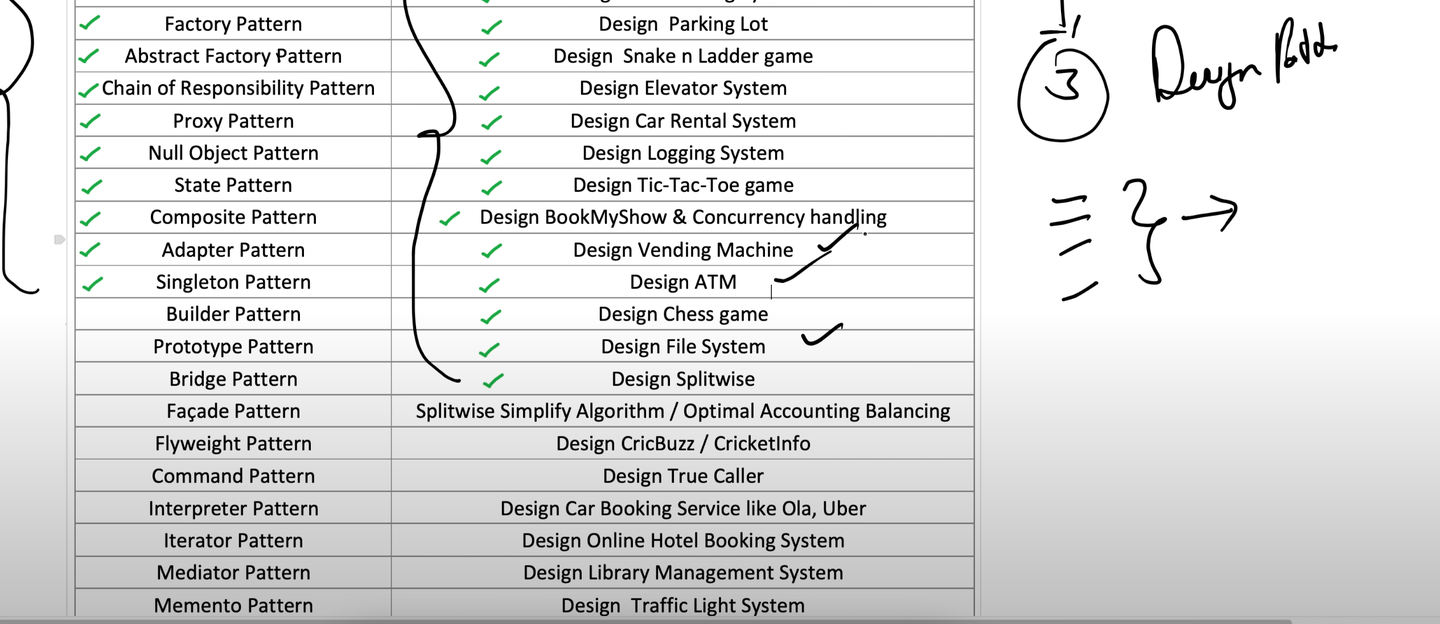 Factory Pattern Design Parking Lot
Abstract Factory Pattern Design Snake n Ladder game
Chain of Responsibility Pattern Design Elevator System
Proxy Pattern Design Car Rental System
Null Object Pattern Design Logging System
State Pattern Design Tic-Tac-Toe game
Composite Pattern Design BookMyShow & Concurrency handling
Adapter Pattern Design Vending Machine
Singleton Pattern Design ATM
Builder Pattern Design Chess game
Prototype Pattern Design File System
Bridge Pattern Design Splitwise
Façade Pattern Splitwise Simplify Algorithm / Optimal Accounting Balancing
Flyweight Pattern Design CricBuzz / CricketInfo
Command Pattern Design True Caller
Interpreter Pattern Design Car Booking Service like Ola, Uber
Iterator Pattern Design Online Hotel Booking System
Mediator Pattern Design Library Management System
Memento Pattern Design Traffic Light System
3 Design